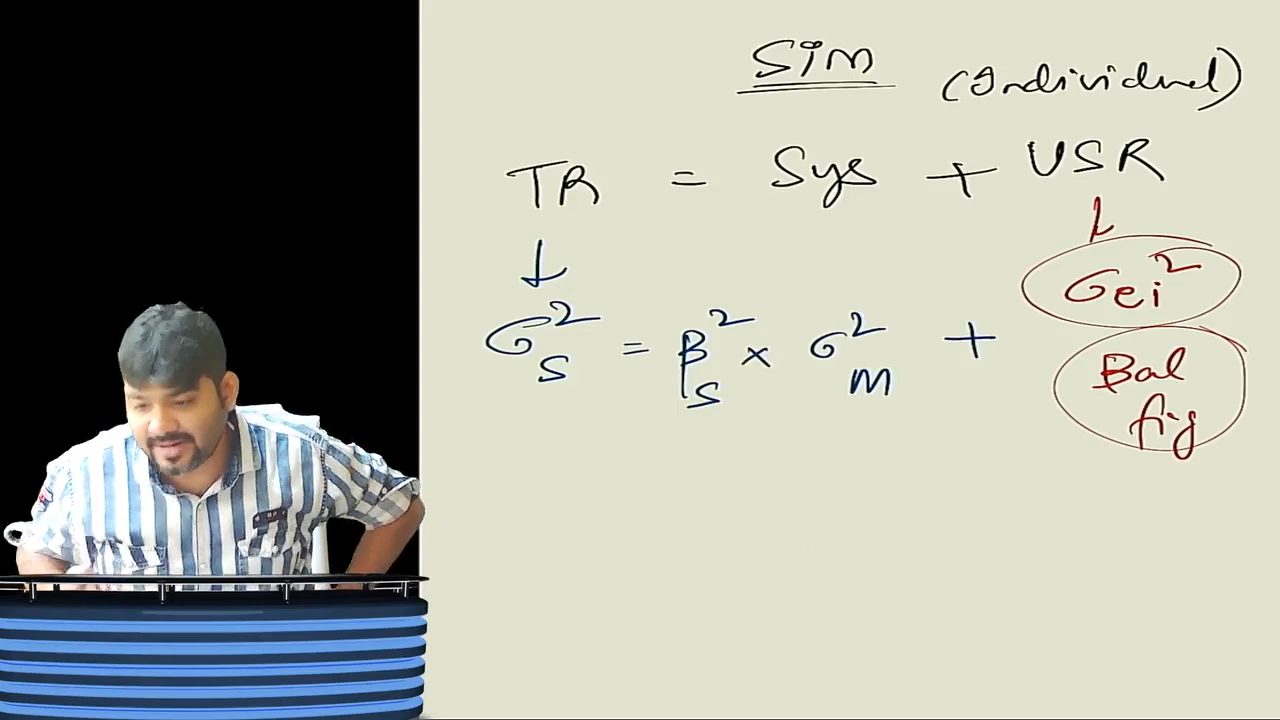 SIM (Individual)
TR = Sys + USR
σei²
σ²s = β²s × σ²m +
Bal
fig